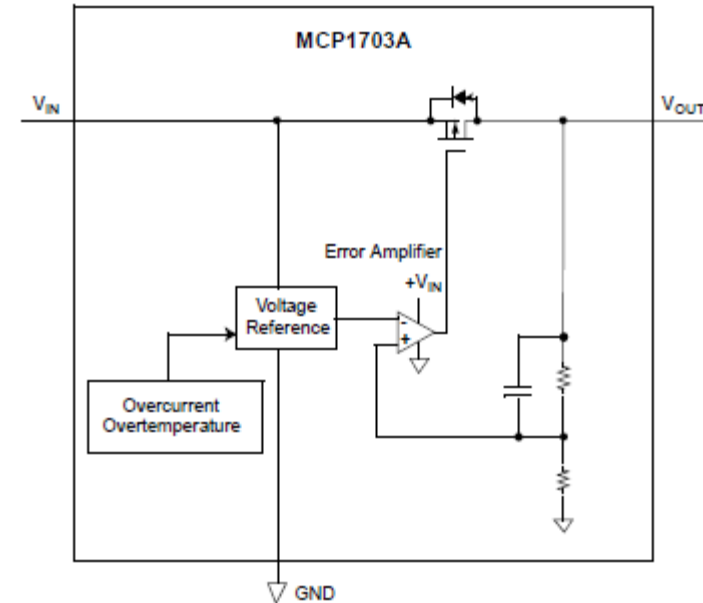 MCP1703A
VIN
VOUT
Error Amplifier
+VIN
Voltage
Reference
-
+
Overcurrent
Overtemperature
GND